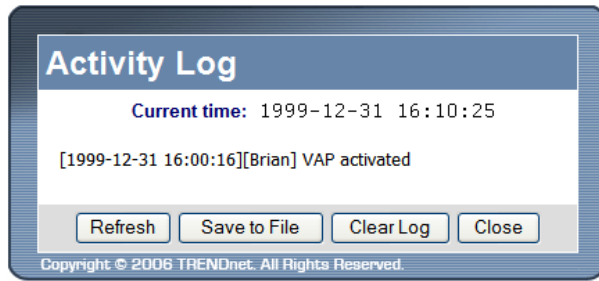 Activity Log
Current time: 1999-12-31 16:10:25
[1999-12-31 16:00:16][Brian] VAP activated
Refresh Save to File Clear Log Close
Copyright © 2006 TRENDnet. All Rights Reserved.